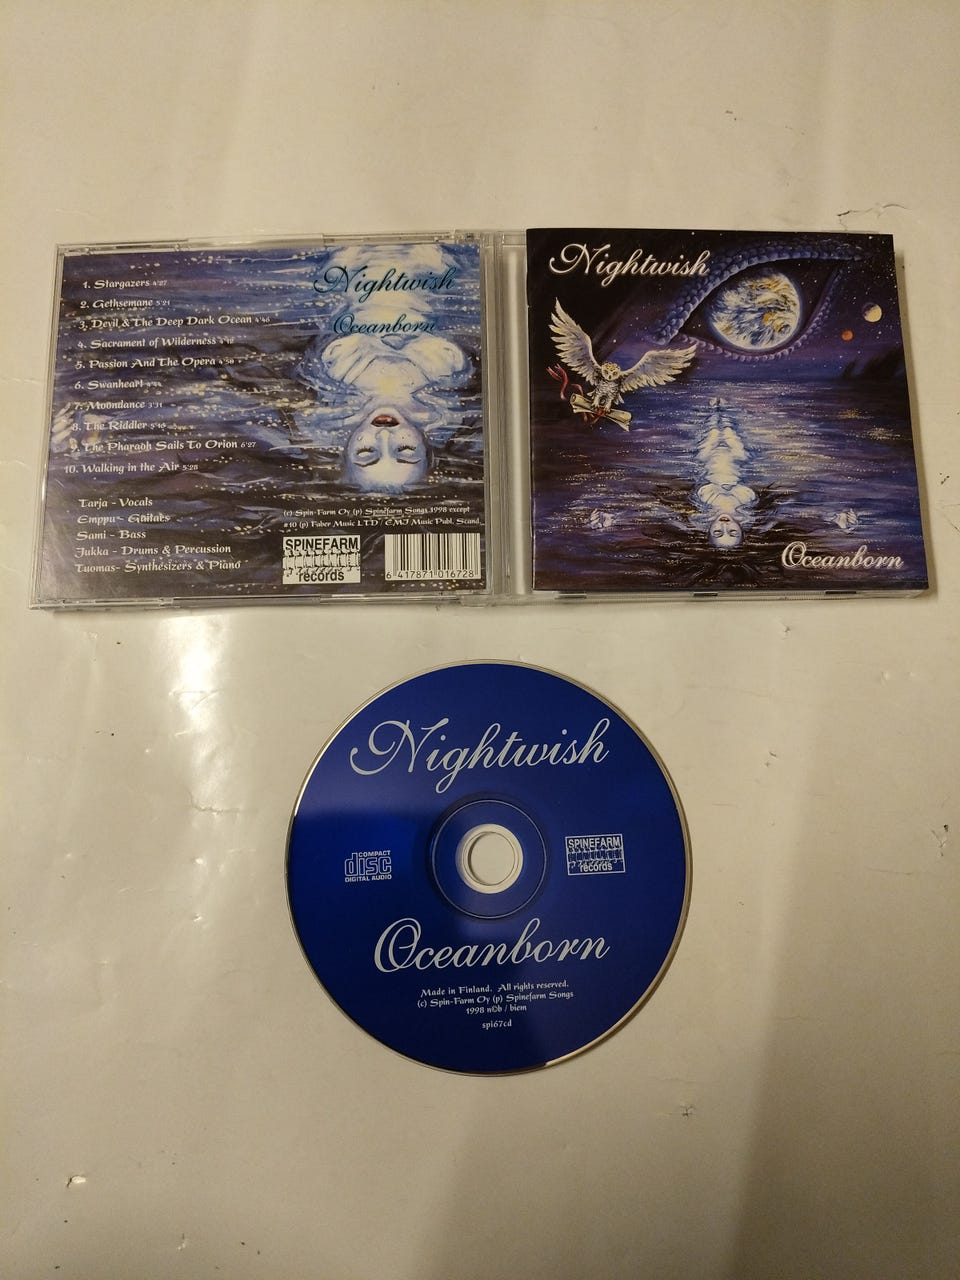 Nightwish
Oceanborn
1. Stargazers 4'27
2. Gethsemane 5'21
3. Devil & The Deep Dark Ocean 4'46
4. Sacrament of Wilderness 4'12
5. Passion And The Opera 4'50
6. Swanheart 4'44
7. Moondance 3'31
8. The Riddler 5'15
9. The Pharaoh Sails To Orion 6'27
10. Walking in the Air 5'28
Tarja - Vocals
Emppu - Guitars
Sami - Bass
Jukka - Drums & Percussion
Tuomas- Synthesizers & Piano
(c) Spin-Farm Oy (p) Spinefarm Songs 1998 except
#10 (p) Faber Music LTD / CMJ Music Publ. Scand.
SPINEFARM
records
6 417871 016728
Nightwish
Oceanborn
Nightwish
COMPACT
disc
DIGITAL AUDIO
SPINEFARM
records
Oceanborn
Made in Finland. All rights reserved.
(c) Spin-Farm Oy (p) Spinefarm Songs
1998 n©b / biem
spi67cd